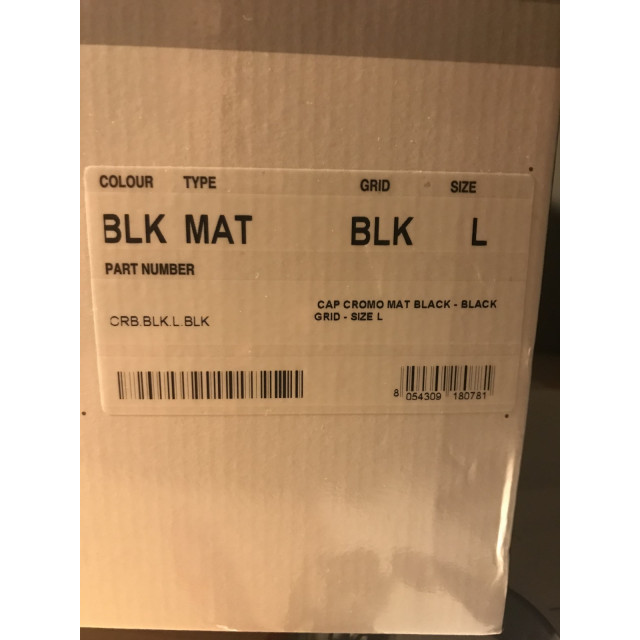 COLOUR TYPE GRID SIZE
BLK MAT BLK L
PART NUMBER
CRB.BLK.L.BLK
CAP CROMO MAT BLACK - BLACK
GRID - SIZE L
8 054309 180781